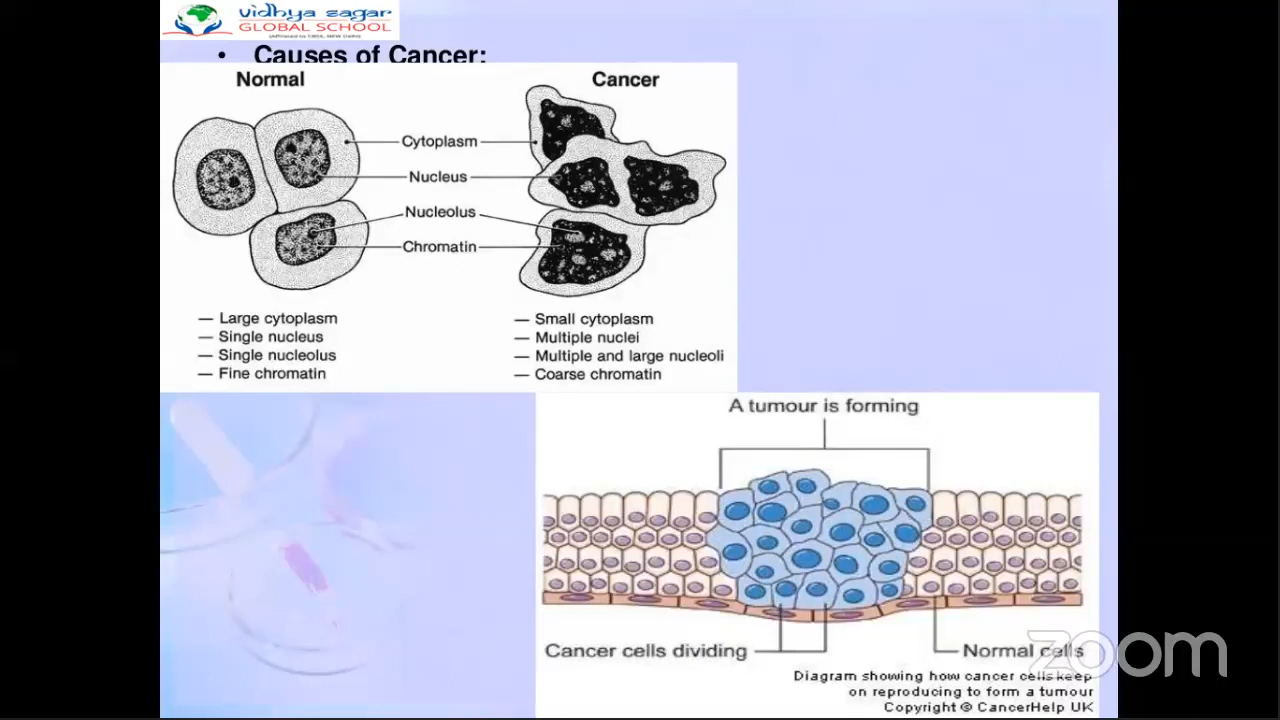 vidhya sagar
GLOBAL SCHOOL
• Causes of Cancer:
Normal
Cancer
Cytoplasm
Nucleus
Nucleolus
Chromatin
— Large cytoplasm
— Single nucleus
— Single nucleolus
— Fine chromatin
— Small cytoplasm
— Multiple nuclei
— Multiple and large nucleoli
— Coarse chromatin
A tumour is forming
Cancer cells dividing
Normal cells
Diagram showing how cancer cells keep
on reproducing to form a tumour
Copyright © CancerHelp UK
zoom